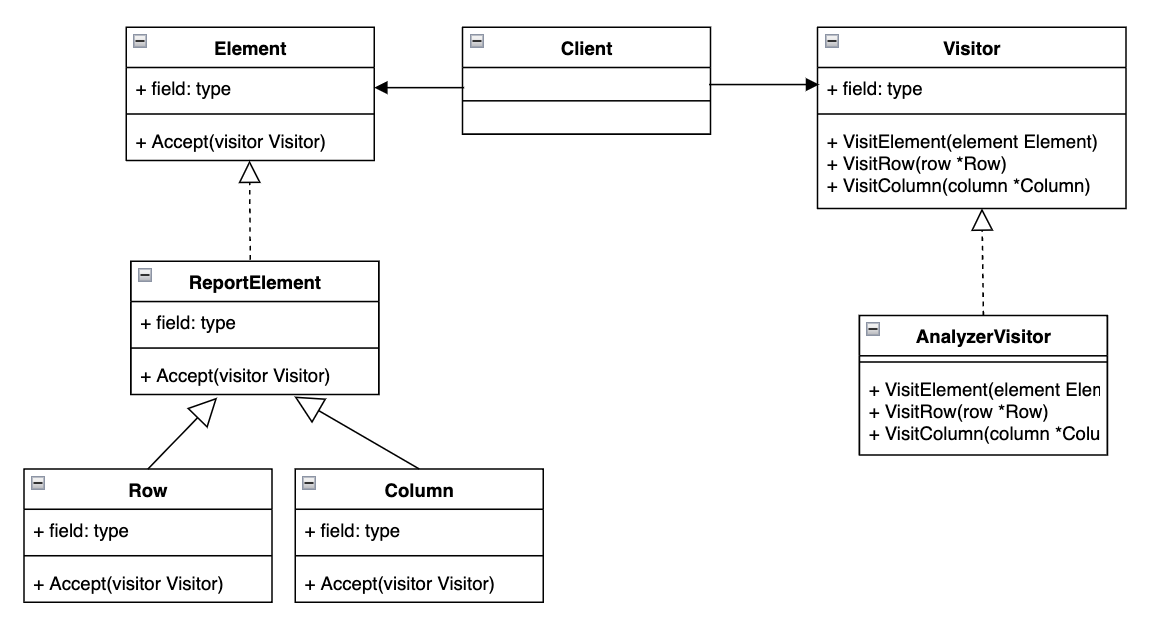 Element
+ field: type
+ Accept(visitor Visitor)
Client
Visitor
+ field: type
+ VisitElement(element Element)
+ VisitRow(row *Row)
+ VisitColumn(column *Column)
ReportElement
+ field: type
+ Accept(visitor Visitor)
AnalyzerVisitor
+ VisitElement(element Elen
+ VisitRow(row *Row)
+ VisitColumn(column *Colu
Row
+ field: type
+ Accept(visitor Visitor)
Column
+ field: type
+ Accept(visitor Visitor)